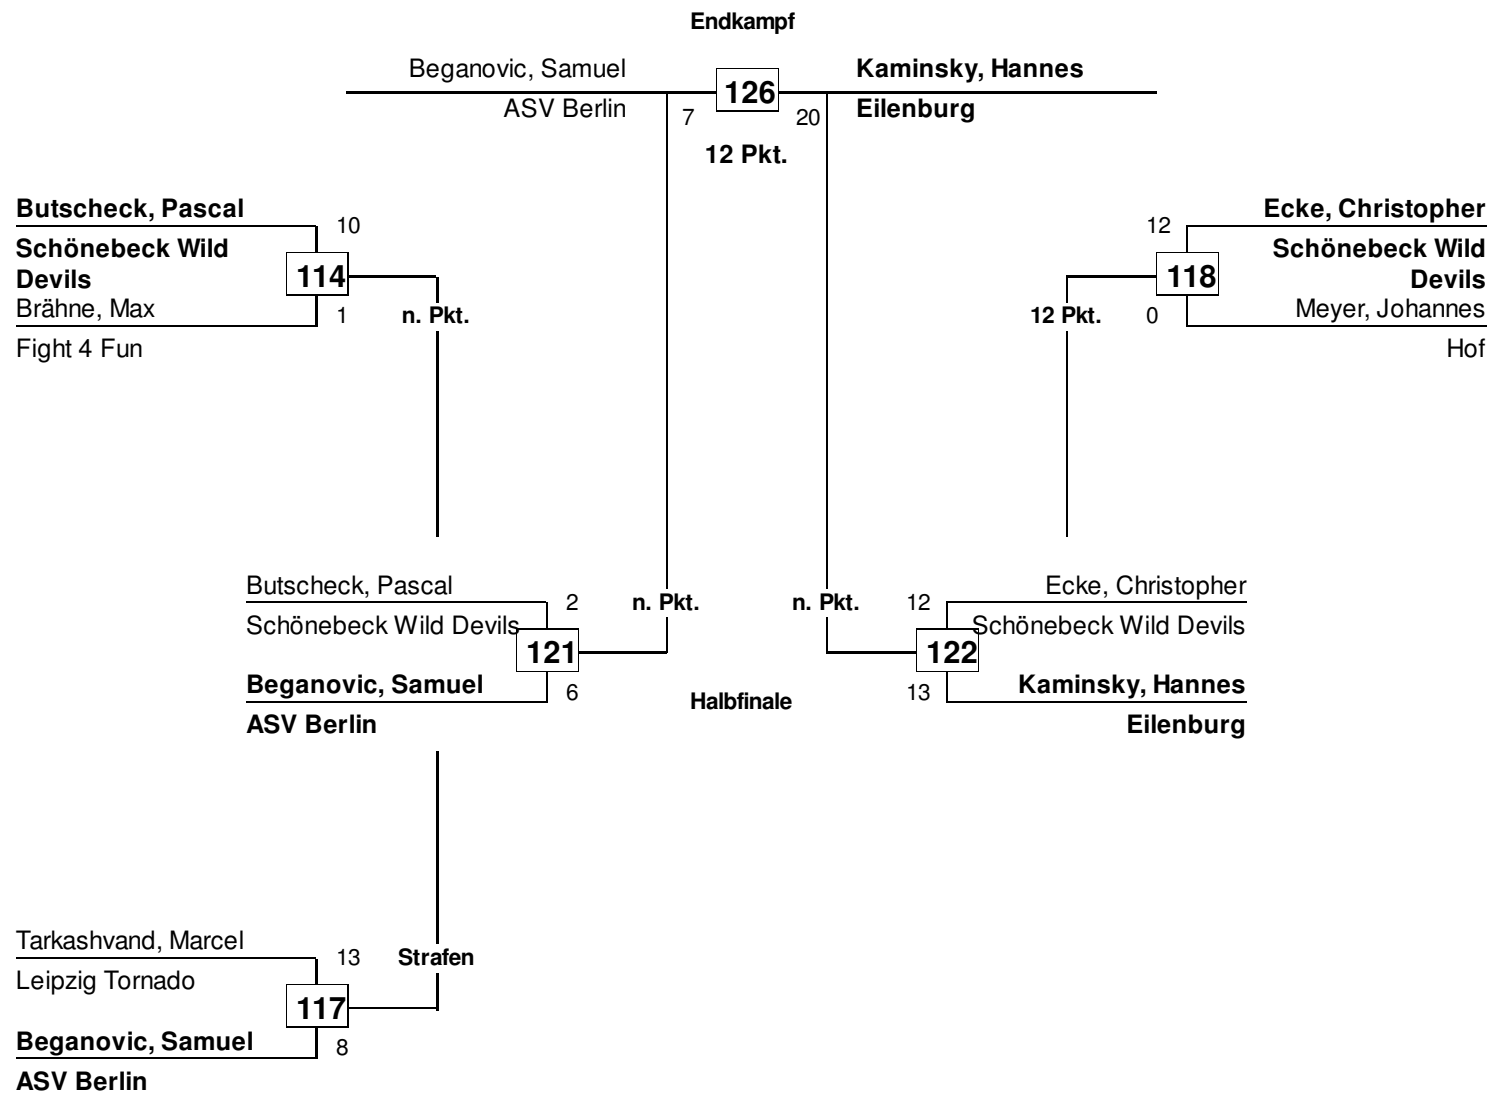 Endkampf
Beganovic, Samuel
ASV Berlin
7
126
20
12 Pkt.
Kaminsky, Hannes
Eilenburg
Butscheck, Pascal
10
Schönebeck Wild
Devils
114
Brähne, Max
1
n. Pkt.
Fight 4 Fun
Ecke, Christopher
12
Schönebeck Wild
Devils
118
Meyer, Johannes
12 Pkt.
0
Hof
Butscheck, Pascal
2
n. Pkt.
Schönebeck Wild Devils
121
Beganovic, Samuel
6
ASV Berlin
Halbfinale
Ecke, Christopher
n. Pkt.
12
Schönebeck Wild Devils
122
13
Kaminsky, Hannes
Eilenburg
Tarkashvand, Marcel
13
Strafen
Leipzig Tornado
117
Beganovic, Samuel
8
ASV Berlin